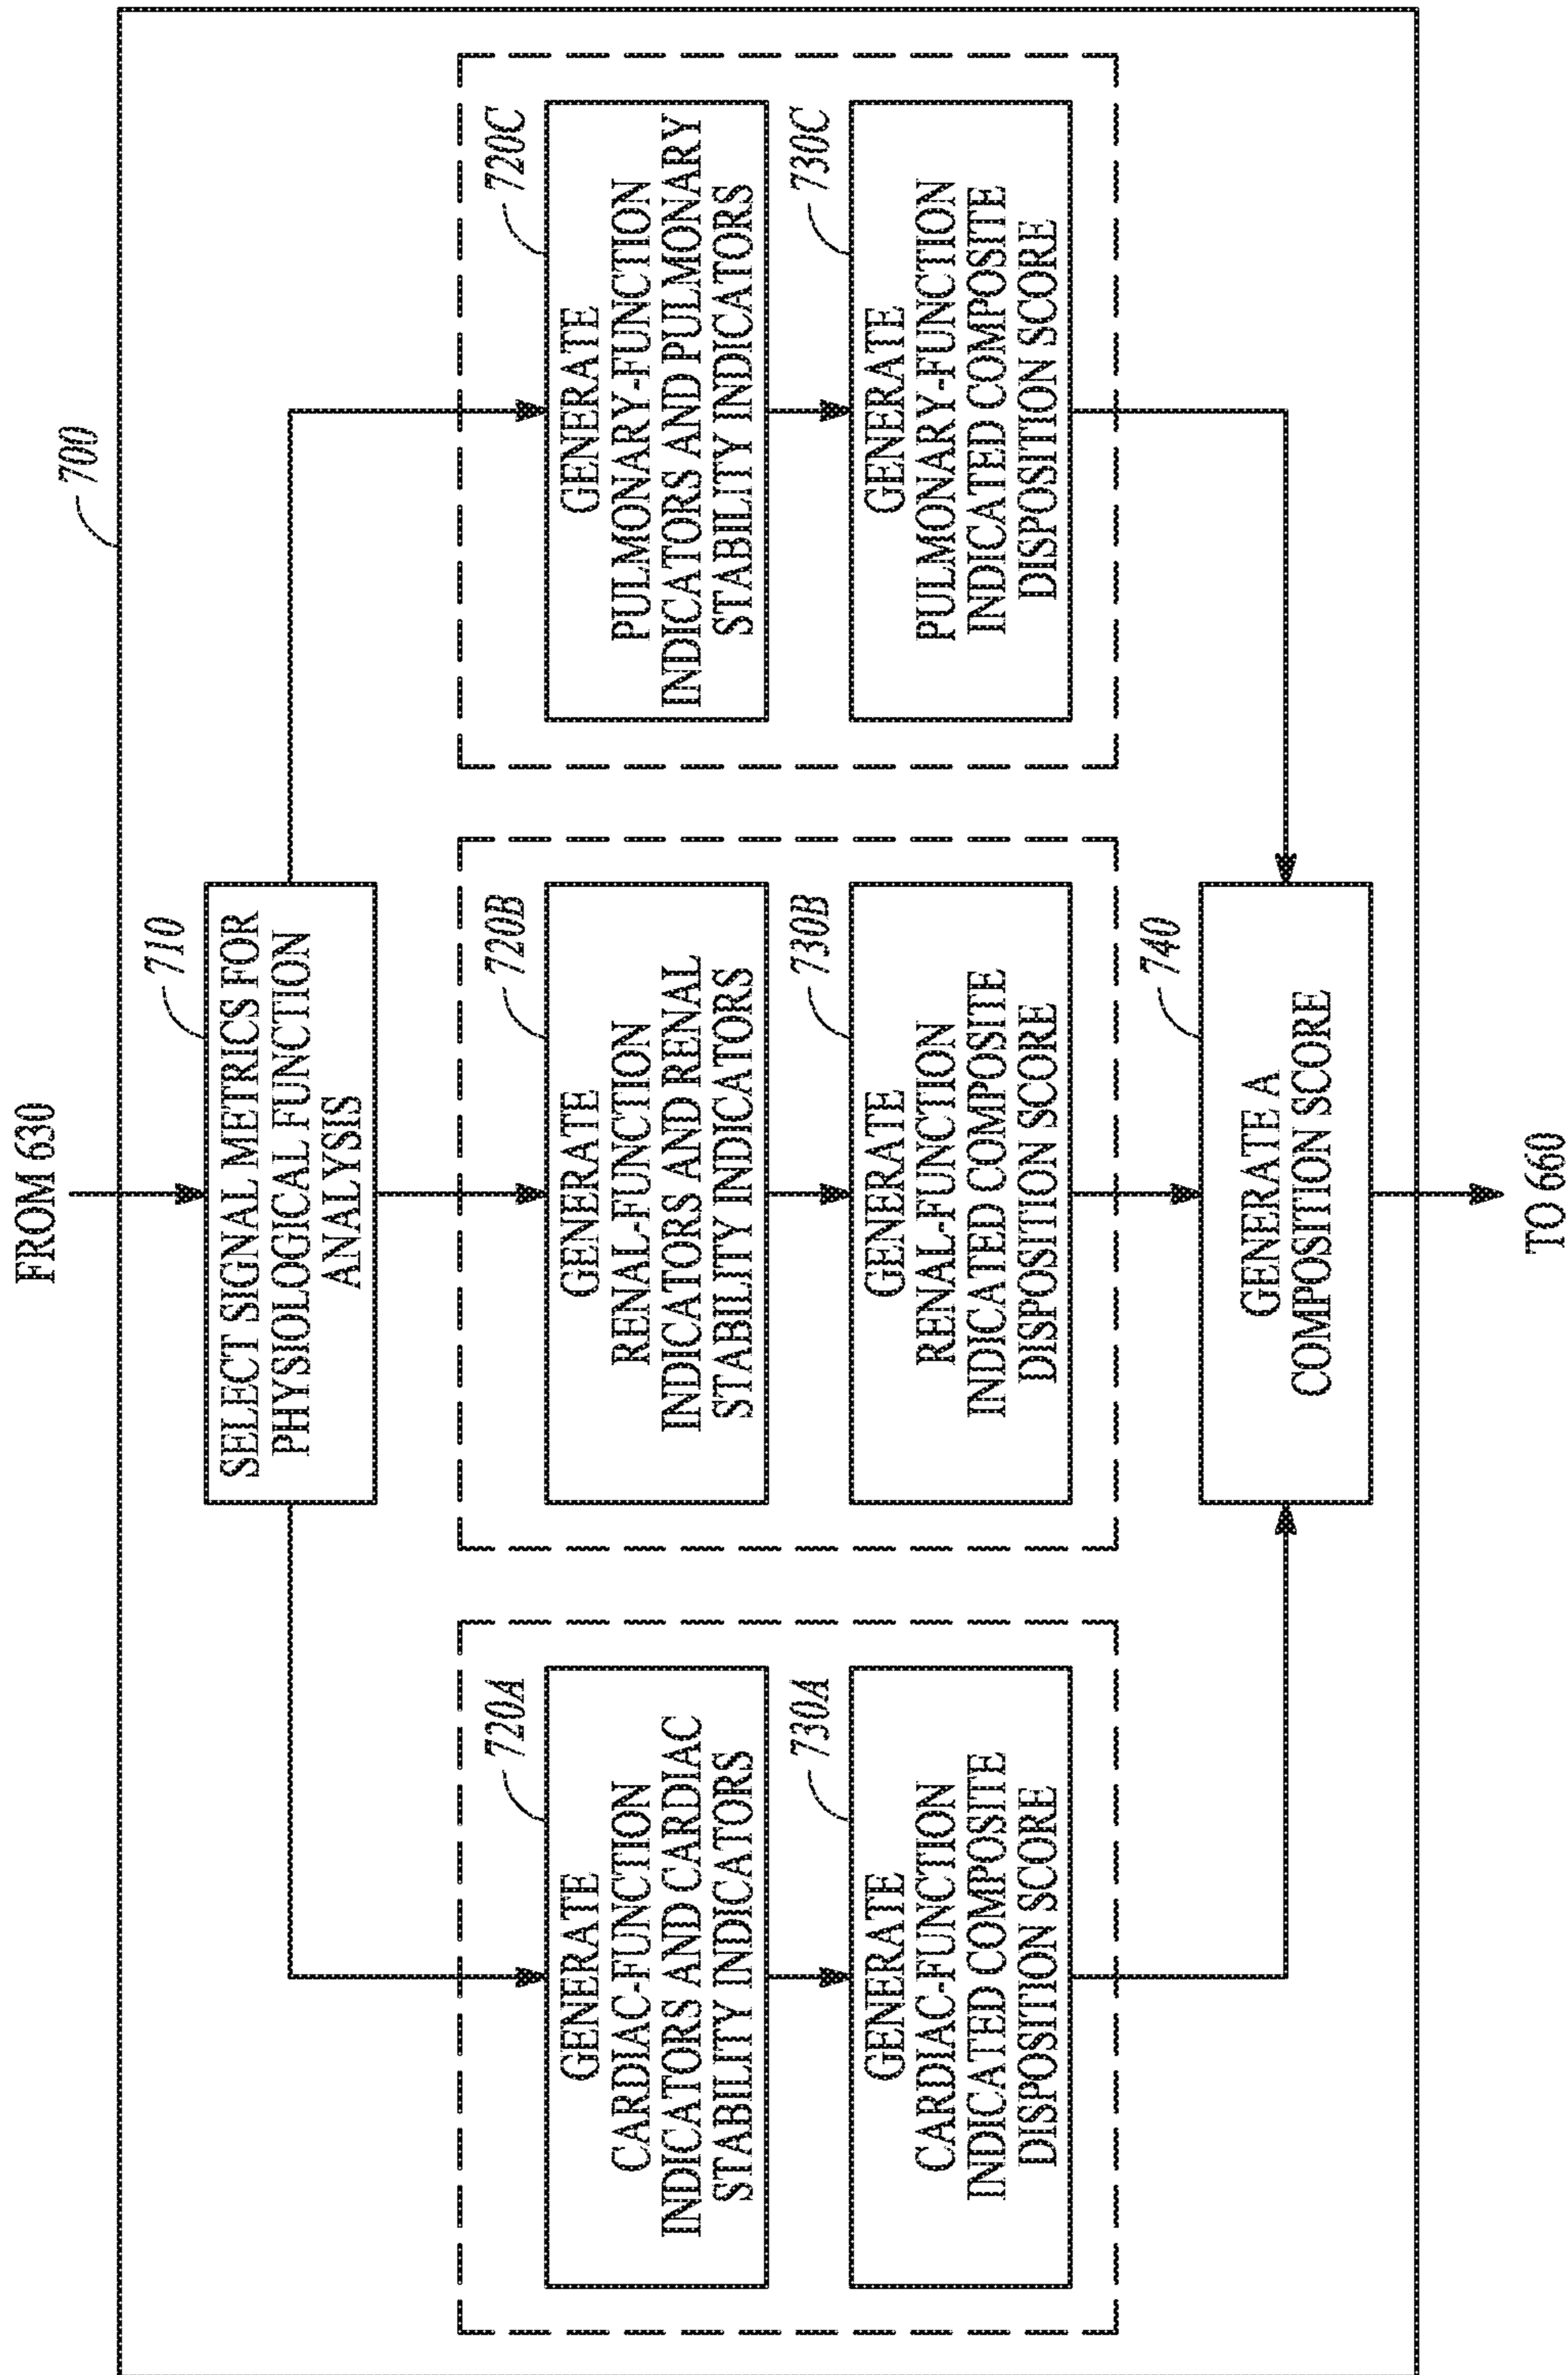 FROM 630
700
710
SELECT SIGNAL METRICS FOR
PHYSIOLOGICAL FUNCTION
ANALYSIS
720A
GENERATE
CARDIAC-FUNCTION
INDICATORS AND CARDIAC
STABILITY INDICATORS
720B
GENERATE
RENAL-FUNCTION
INDICATORS AND RENAL
STABILITY INDICATORS
720C
GENERATE
PULMONARY-FUNCTION
INDICATORS AND PULMONARY
STABILITY INDICATORS
730A
GENERATE
CARDIAC-FUNCTION
INDICATED COMPOSITE
DISPOSITION SCORE
730B
GENERATE
RENAL-FUNCTION
INDICATED COMPOSITE
DISPOSITION SCORE
730C
GENERATE
PULMONARY-FUNCTION
INDICATED COMPOSITE
DISPOSITION SCORE
740
GENERATE A
COMPOSITION SCORE
TO 660